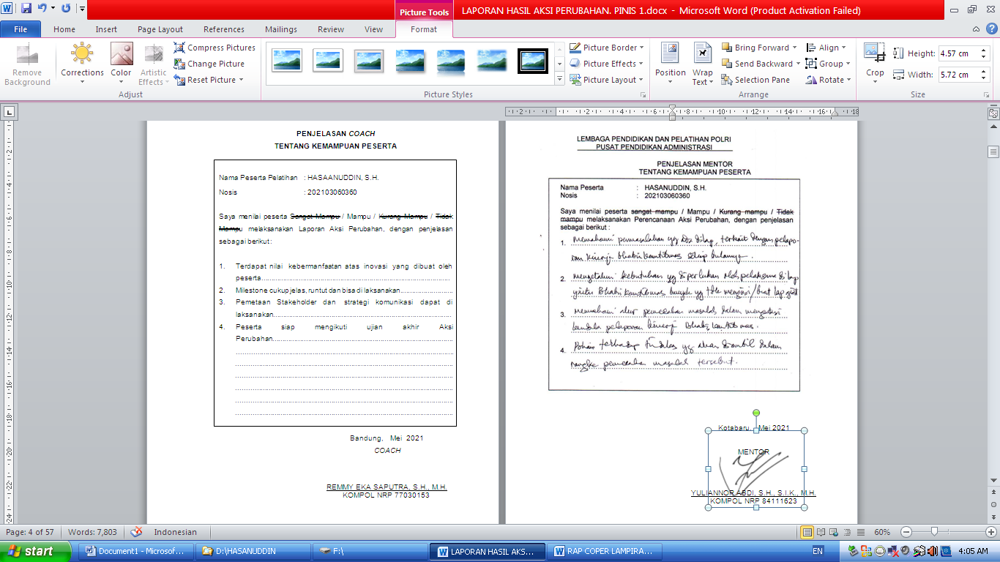 Picture Tools
LAPORAN HASIL AKSI PERUBAHAN. PINIS 1.docx - Microsoft Word (Product Activation Failed)
File Home Insert Page Layout References Mailings Review View Format
Remove Background
Corrections
Color
Artistic Effects
Compress Pictures
Change Picture
Reset Picture
Adjust
Picture Styles
Picture Border
Picture Effects
Picture Layout
Position
Wrap Text
Bring Forward
Send Backward
Selection Pane
Align
Group
Rotate
Arrange
Crop
Height: 4.57 cm
Width: 5.72 cm
Size
PENJELASAN COACH
TENTANG KEMAMPUAN PESERTA
Nama Peserta Pelatihan : HASAANUDDIN, S.H.
Nosis : 202103060360
Saya menilai peserta Sangat Mampu / Mampu / Kurang Mampu / Tidak
Mampu melaksanakan Laporan Aksi Perubahan, dengan penjelasan
sebagai berikut :
1. Terdapat nilai kebermanfaatan atas inovasi yang dibuat oleh
peserta
2. Milestone cukup jelas, runtut dan bisa di laksanakan
3. Pemetaan Stakeholder dan strategi komunikasi dapat di
laksanakan
4. Peserta siap mengikuti ujian akhir Aksi
Perubahan
Bandung, Mei 2021
COACH
REMMY EKA SAPUTRA, S.H., M.H.
KOMPOL NRP 77030153
LEMBAGA PENDIDIKAN DAN PELATIHAN POLRI
PUSAT PENDIDIKAN ADMINISTRASI
PENJELASAN MENTOR
TENTANG KEMAMPUAN PESERTA
Nama Peserta : HASANUDDIN, S.H.
Nosis : 202103060360
Saya menilai peserta sangat mampu / Mampu / Kurang mampu / Tidak
mampu melaksanakan Perencanaan Aksi Perubahan, dengan penjelasan
sebagai berikut :
1. Memahami permasalahan yg ada dilap, terkait dengan pelapo-
ran kinerja bhabinkamtibmas setiap bulannya.
2. Mengetahui kebutuhan yg diperlukan oleh pelaksana dilap
yaitu Bhabinkamtibmas banyak yg tdk mengisi/buat lap giat
3. Memahami alur pemecahan masalah dalam mengatasi
kendala pelaporan kinerja Bhabinkamtibmas.
4. terhadap tindakan yg akan diambil dalam
rangka pemecahan masalah tersebut.
Kotabaru, Mei 2021
MENTOR
YULIANNOR ABDI, S.H., S.I.K., M.H.
KOMPOL NRP 84111623
Page: 4 of 57 Words: 7,803 Indonesian 60%
start Document1 - Microsof... D:\HASANUDDIN F:\ LAPORAN HASIL AKS... RAP COPER LAMPIRA... EN 4:05 AM